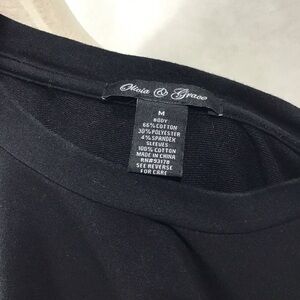 Olivia & Grace
M
BODY
66% COTTON
30% POLYESTER
4% SPANDEX
SLEEVES
100% COTTON
MADE IN CHINA
RN#93178
SEE REVERSE
FOR CARE